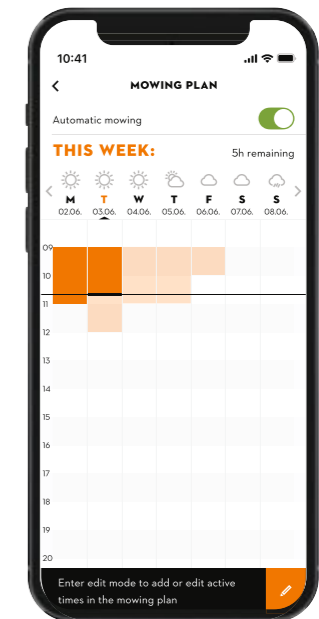 10:41
MOWING PLAN
Automatic mowing
THIS WEEK:
5h remaining
M T W T F S S
02.06. 03.06. 04.06. 05.06. 06.06. 07.06. 08.06.
09
10
11
12
13
14
15
16
17
18
19
20
Enter edit mode to add or edit active
times in the mowing plan